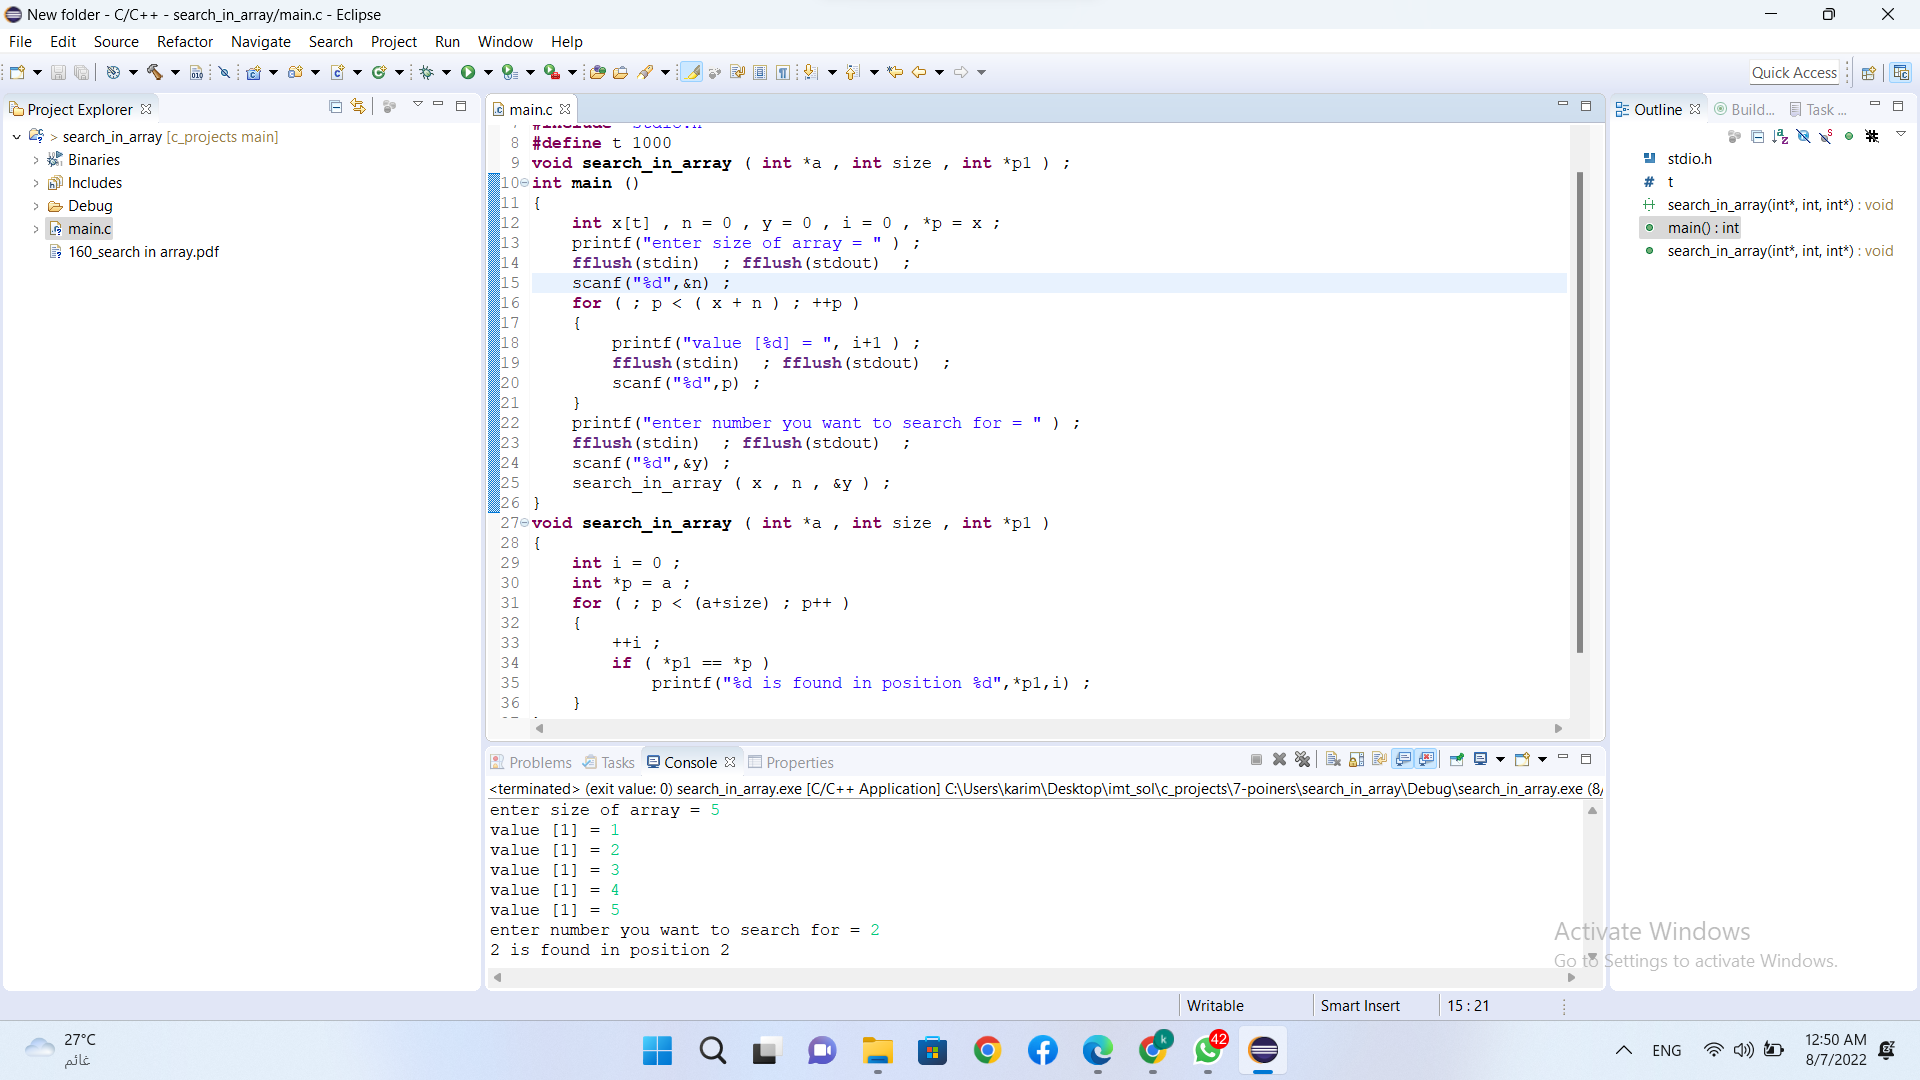 New folder - C/C++ - search_in_array/main.c - Eclipse
File Edit Source Refactor Navigate Search Project Run Window Help
Quick Access
Project Explorer
> search_in_array [c_projects main]
Binaries
Includes
Debug
main.c
160_search in array.pdf
main.c
8 #define t 1000
9 void search_in_array ( int *a , int size , int *p1 ) ;
10 int main ()
11 {
12 int x[t] , n = 0 , y = 0 , i = 0 , *p = x ;
13 printf("enter size of array = " ) ;
14 fflush(stdin) ; fflush(stdout) ;
15 scanf("%d",&n) ;
16 for ( ; p < ( x + n ) ; ++p )
17 {
18 printf("value [%d] = ", i+1 ) ;
19 fflush(stdin) ; fflush(stdout) ;
20 scanf("%d",p) ;
21 }
22 printf("enter number you want to search for = " ) ;
23 fflush(stdin) ; fflush(stdout) ;
24 scanf("%d",&y) ;
25 search_in_array ( x , n , &y ) ;
26 }
27 void search_in_array ( int *a , int size , int *p1 )
28 {
29 int i = 0 ;
30 int *p = a ;
31 for ( ; p < (a+size) ; p++ )
32 {
33 ++i ;
34 if ( *p1 == *p )
35 printf("%d is found in position %d",*p1,i) ;
36 }
Outline Build... Task ...
stdio.h
# t
search_in_array(int*, int, int*) : void
main() : int
search_in_array(int*, int, int*) : void
Problems Tasks Console Properties
<terminated> (exit value: 0) search_in_array.exe [C/C++ Application] C:\Users\karim\Desktop\imt_sol\c_projects\7-poiners\search_in_array\Debug\search_in_array.exe (8/
enter size of array = 5
value [1] = 1
value [1] = 2
value [1] = 3
value [1] = 4
value [1] = 5
enter number you want to search for = 2
2 is found in position 2
Activate Windows
Go to Settings to activate Windows.
Writable Smart Insert 15 : 21
27°C
غائم
k
42
ENG
12:50 AM
8/7/2022